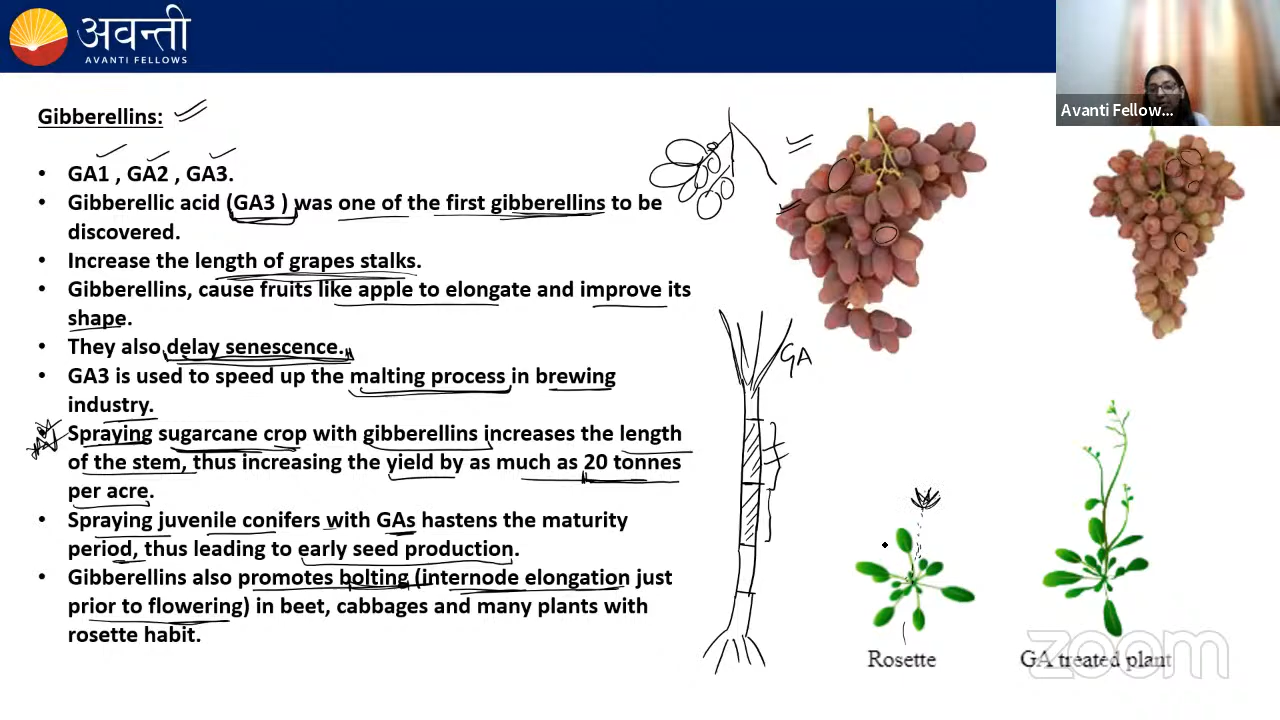 अवन्ती
AVANTI FELLOWS
Avanti Fellow...
Gibberellins:
• GA1 , GA2 , GA3.
• Gibberellic acid (GA3 ) was one of the first gibberellins to be
discovered.
• Increase the length of grapes stalks.
• Gibberellins, cause fruits like apple to elongate and improve its
shape.
• They also delay senescence.
• GA3 is used to speed up the malting process in brewing
industry.
Spraying sugarcane crop with gibberellins increases the length
of the stem, thus increasing the yield by as much as 20 tonnes
per acre.
• Spraying juvenile conifers with GAs hastens the maturity
period, thus leading to early seed production.
• Gibberellins also promotes bolting (internode elongation just
prior to flowering) in beet, cabbages and many plants with
rosette habit.
GA
Rosette
GA treated plant
zoom